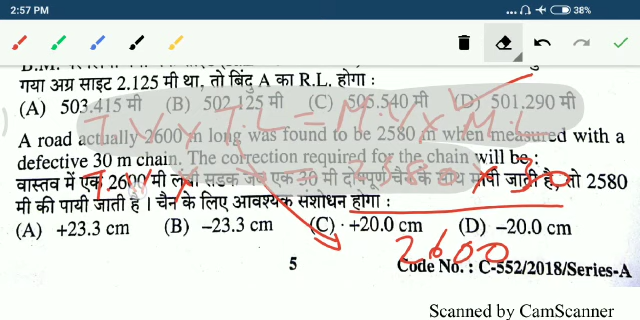 2:57 PM ... 38%
गया अग्र साइट 2.125 मी था, तो बिंदु A का R.L. होगा :
(A) 503.415 मी (B) 502.125 मी (C) 505.540 मी (D) 501.290 मी
T.V X T.L = M.V X M.L
A road actually 2600 m long was found to be 2580 m when measured with a
defective 30 m chain. The correction required for the chain will be :
वास्तव में एक 2600 मी लंबी सड़क जब एक 30 मी दोषपूर्ण चैन के साथ मापी जाती है, तो 2580
2580 X 30
मी की पायी जाती है । चैन के लिए आवश्यक संशोधन होगा :
2600
(A) +23.3 cm (B) –23.3 cm (C) +20.0 cm (D) –20.0 cm
5 Code No. : C-552/2018/Series-A
Scanned by CamScanner